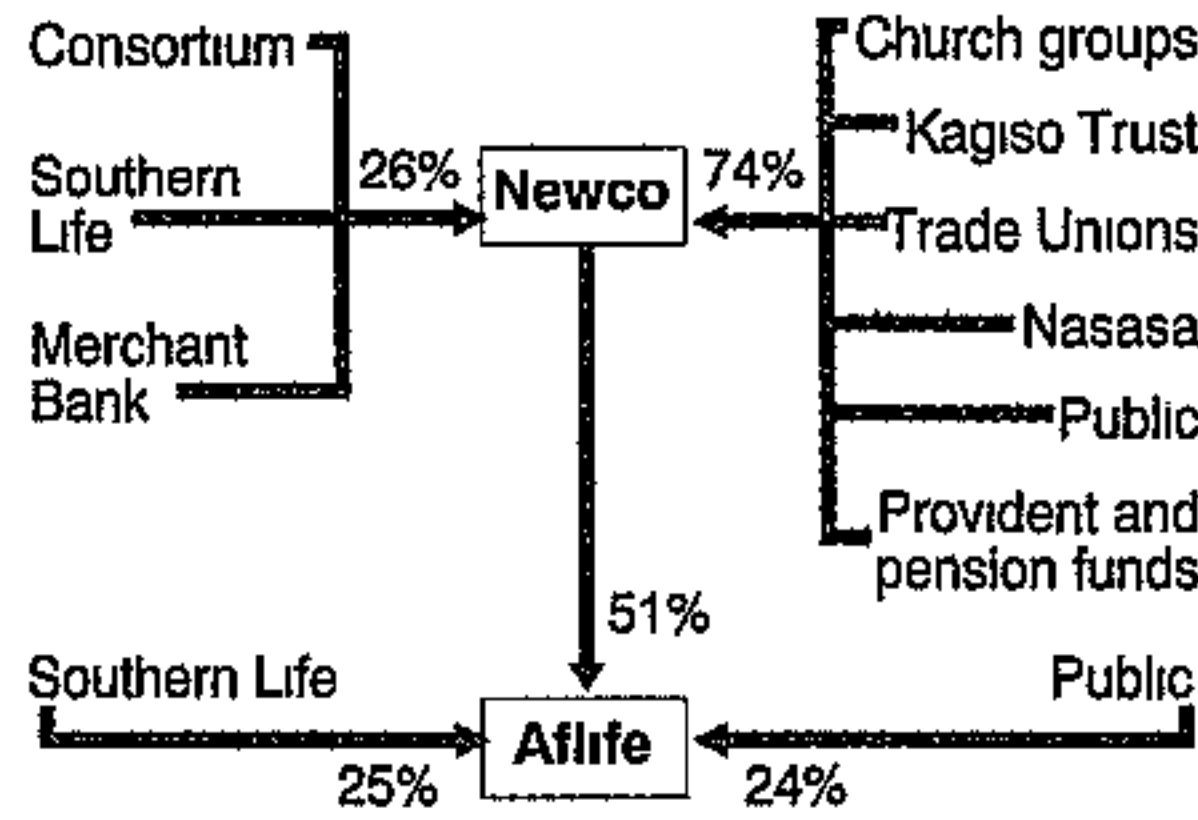 Consortium
Southern
Life
Merchant
Bank
26%
Newco
74%
Church groups
Kagiso Trust
Trade Unions
Nasasa
Public
Provident and
pension funds
51%
Southern Life
25%
Aflife
Public
24%